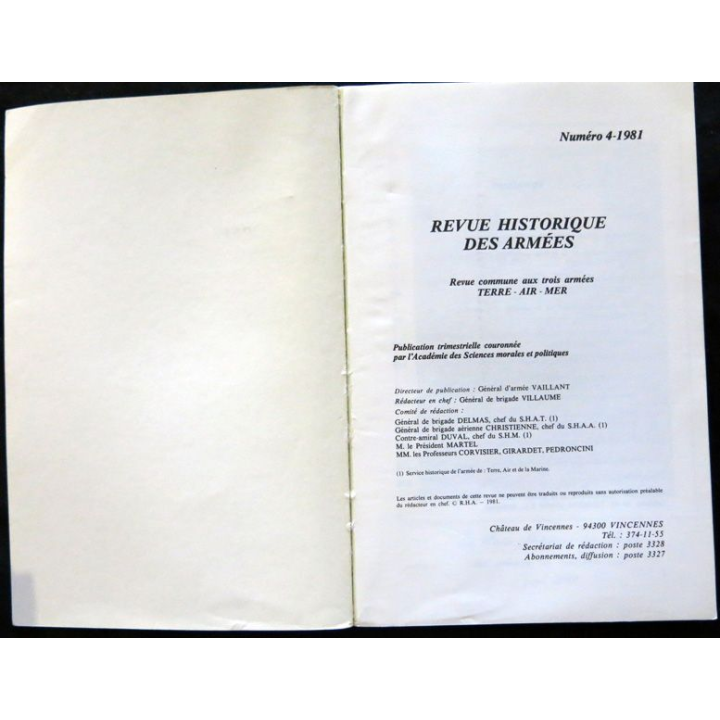 Numéro 4-1981
REVUE HISTORIQUE
DES ARMÉES
Revue commune aux trois armées
TERRE - AIR - MER
Publication trimestrielle couronnée
par l'Académie des Sciences morales et politiques
Directeur de publication : Général d'armée VAILLANT
Rédacteur en chef : Général de brigade VILLAUME
Comité de rédaction :
Général de brigade DELMAS, chef du S.H.A.T. (1)
Général de brigade aérienne CHRISTIENNE, chef du S.H.A.A. (1)
Contre-amiral DUVAL, chef du S.H.M. (1)
M. le Président MARTEL
MM. les Professeurs CORVISIER, GIRARDET, PEDRONCINI
(1) Service historique de l'armée de : Terre, Air et de la Marine.
Les articles et documents de cette revue ne peuvent être traduits ou reproduits sans autorisation préalable
du rédacteur en chef. © R.H.A. – 1981.
Château de Vincennes - 94300 VINCENNES
Tél. : 374-11-55
Secrétariat de rédaction : poste 3328
Abonnements, diffusion : poste 3327